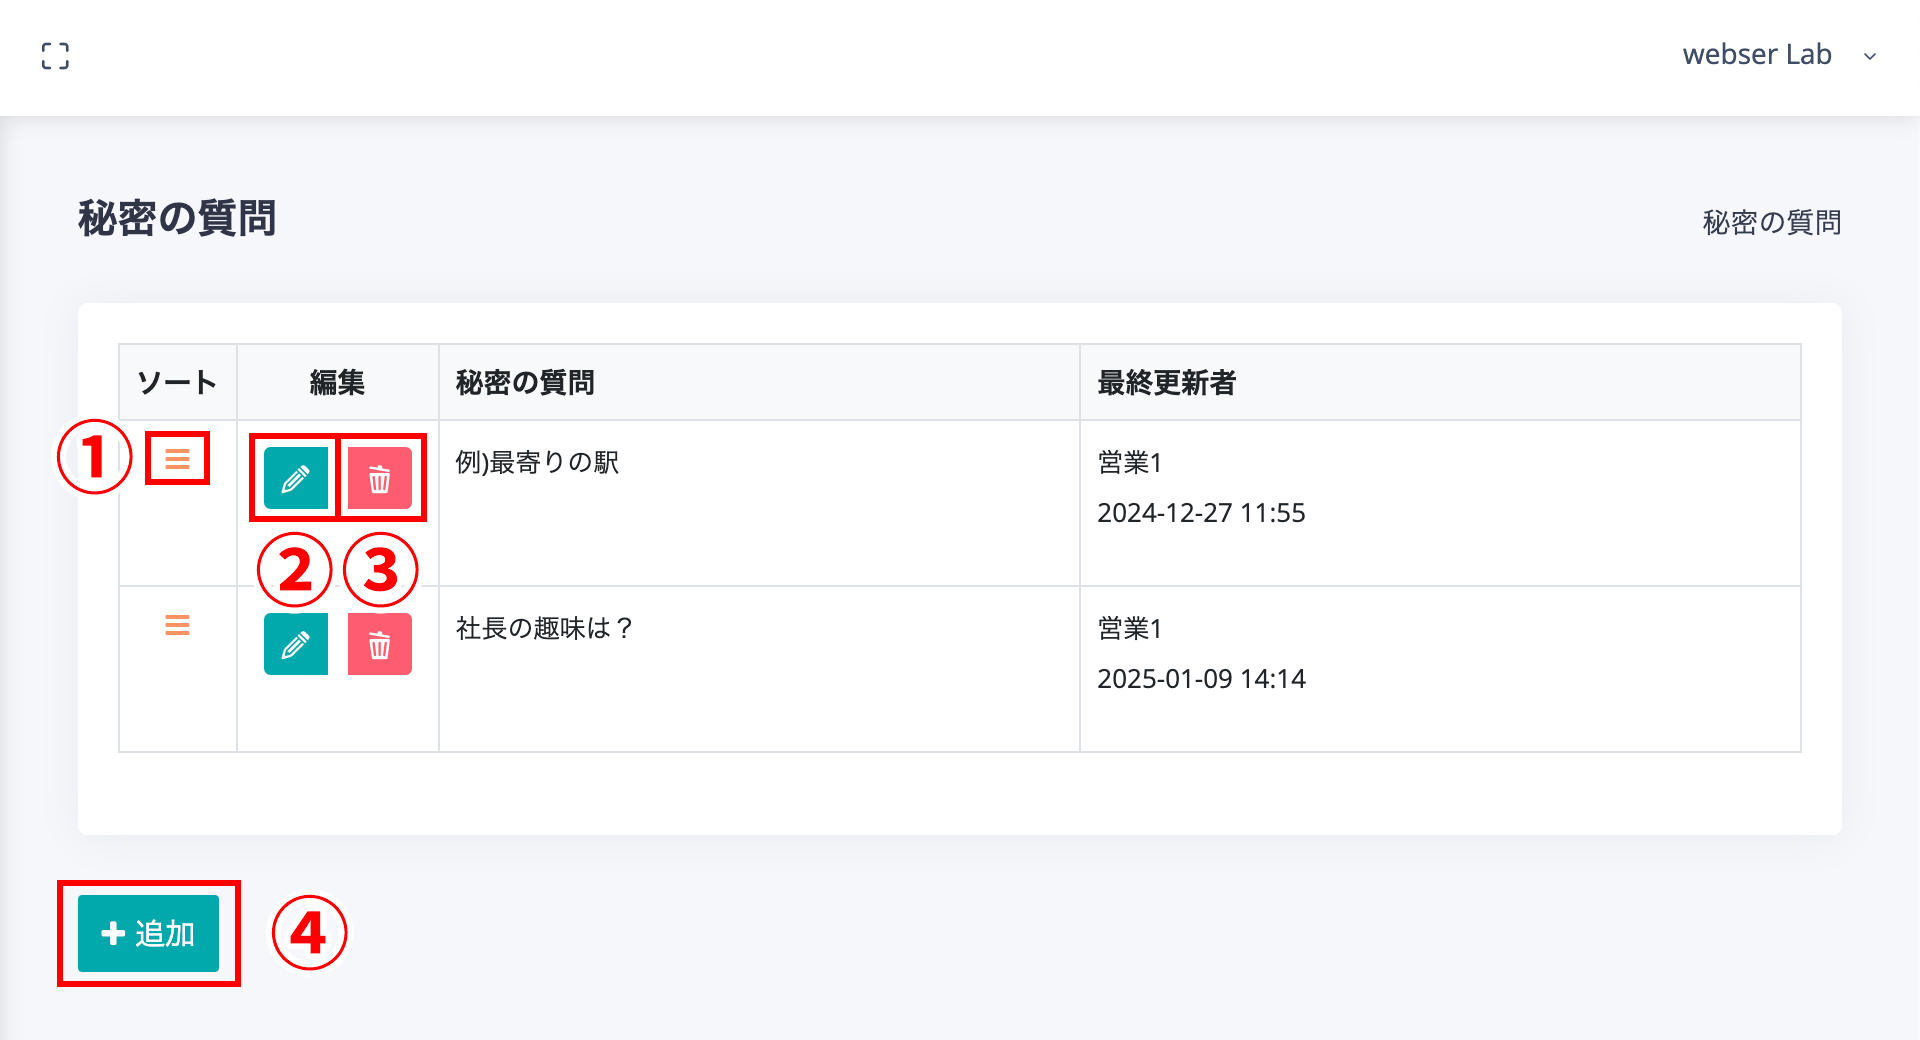 webser Lab
秘密の質問
秘密の質問
ソート 編集 秘密の質問 最終更新者
① 例)最寄りの駅 営業1
2024-12-27 11:55
② ③
社長の趣味は？ 営業1
2025-01-09 14:14
追加 ④